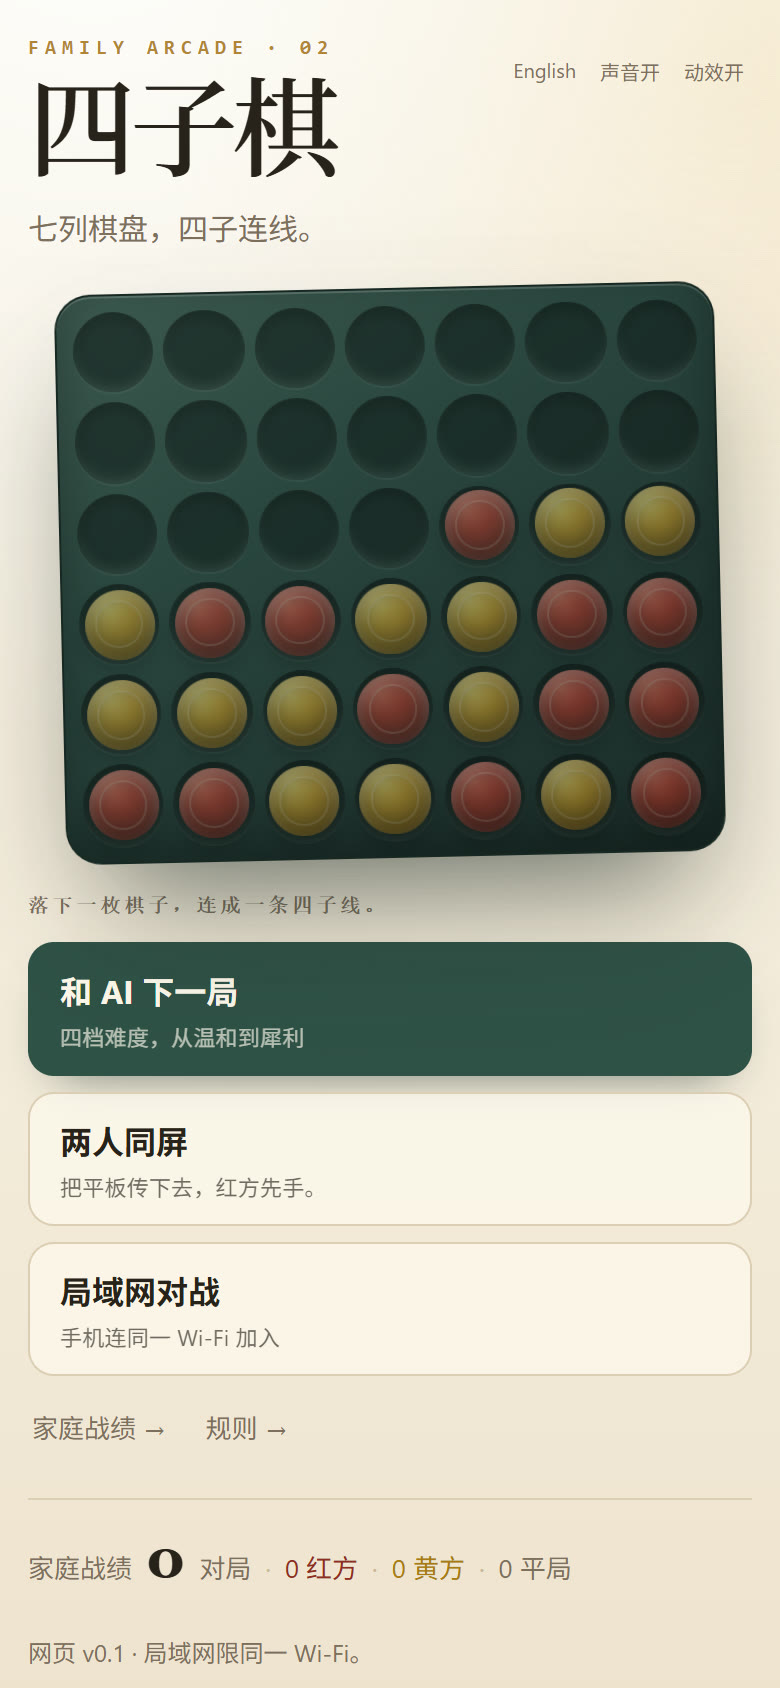 FAMILY ARCADE · 02
English 声音开 动效开
四子棋
七列棋盘，四子连线。
落下一枚棋子，连成一条四子线。
和 AI 下一局
四档难度，从温和到犀利
两人同屏
把平板传下去，红方先手。
局域网对战
手机连同一 Wi-Fi 加入
家庭战绩 → 规则 →
家庭战绩 0 对局 · 0 红方 · 0 黄方 · 0 平局
网页 v0.1 · 局域网限同一 Wi-Fi。